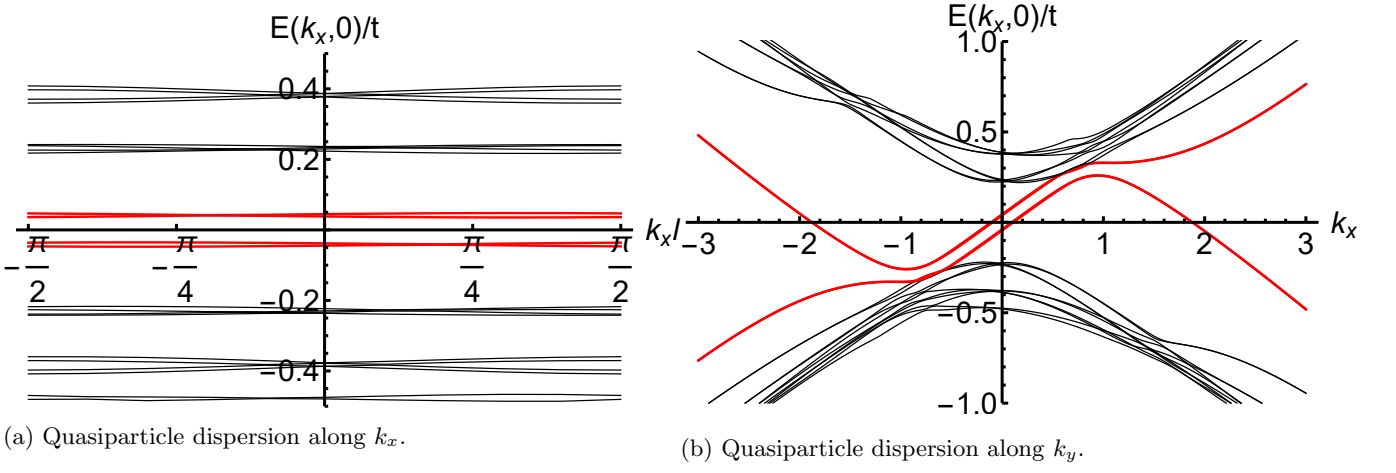 E(kₓ,0)/t
0.4
0.2
−π/2
−π/4
π/4
π/2
kₓl
−0.2
−0.4
(a) Quasiparticle dispersion along kₓ.
E(kₓ,0)/t
1.0
0.5
−3
−2
−1
1
2
3
kₓ
−0.5
−1.0
(b) Quasiparticle dispersion along k_y.